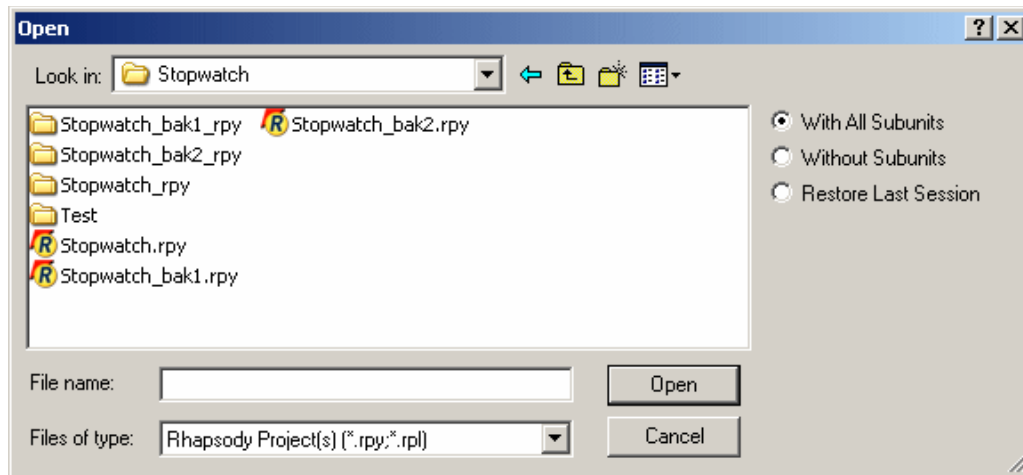 Open
Look in: Stopwatch
Stopwatch_bak1_rpy
Stopwatch_bak2_rpy
Stopwatch_rpy
Test
Stopwatch.rpy
Stopwatch_bak1.rpy
Stopwatch_bak2.rpy
With All Subunits
Without Subunits
Restore Last Session
File name:
Open
Files of type: Rhapsody Project(s) (*.rpy;*.rpl)
Cancel